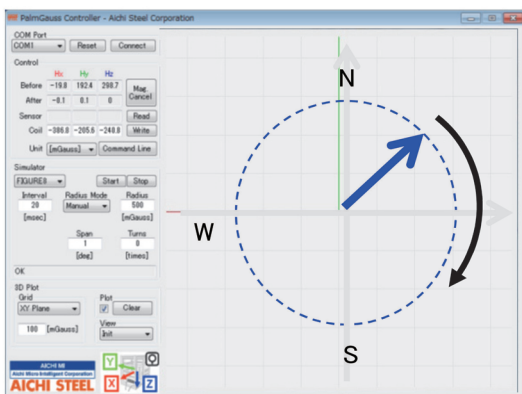 PalmGauss Controller - Aichi Steel Corporation
COM Port
COM1 Reset Connect
Control
Hx Hy Hz
Before -19.8 192.4 298.7 Mag. Cancel
After -0.1 0.1 0
Sensor Read
Coil -386.8 -205.6 -248.8 Write
Unit [mGauss] Command Line
Simulator
FIGURE8 Start Stop
Interval Radius Mode Radius
20 Manual 500
[msec] [mGauss]
Span Turns
1 0
[deg] [times]
OK
3D Plot
Grid Plot
XY Plane Clear
View
100 [mGauss] Init
AICHI MI
Aichi Micro Intelligent Corporation
AICHI STEEL
Y
X Z
N
W
S